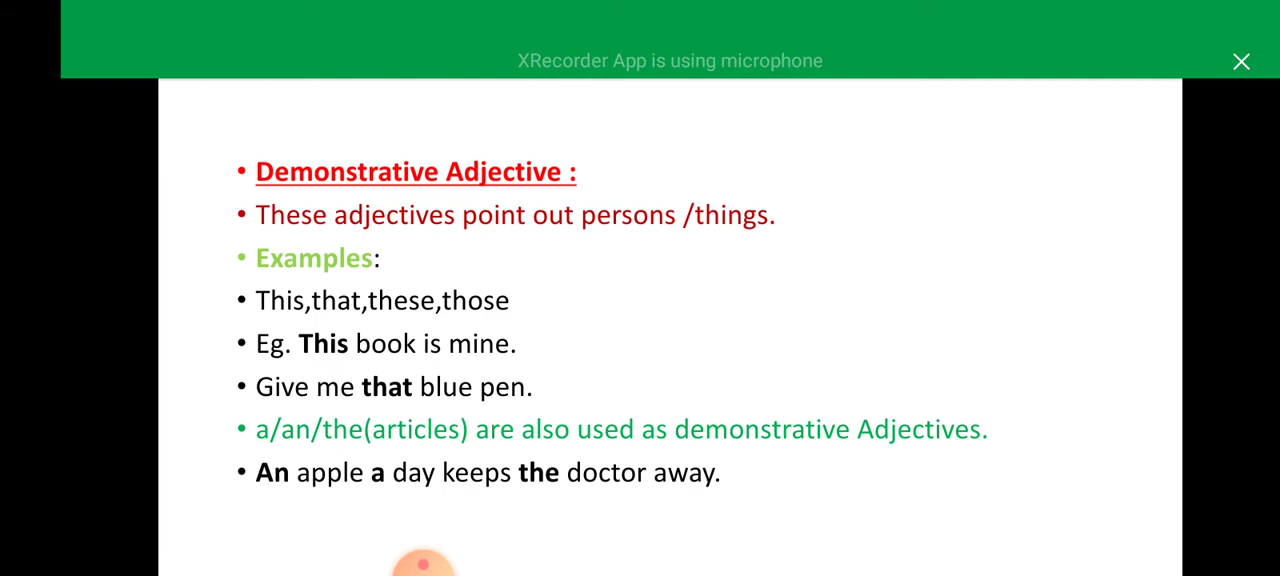 XRecorder App is using microphone
• Demonstrative Adjective :
• These adjectives point out persons /things.
• Examples:
• This,that,these,those
• Eg. This book is mine.
• Give me that blue pen.
• a/an/the(articles) are also used as demonstrative Adjectives.
• An apple a day keeps the doctor away.